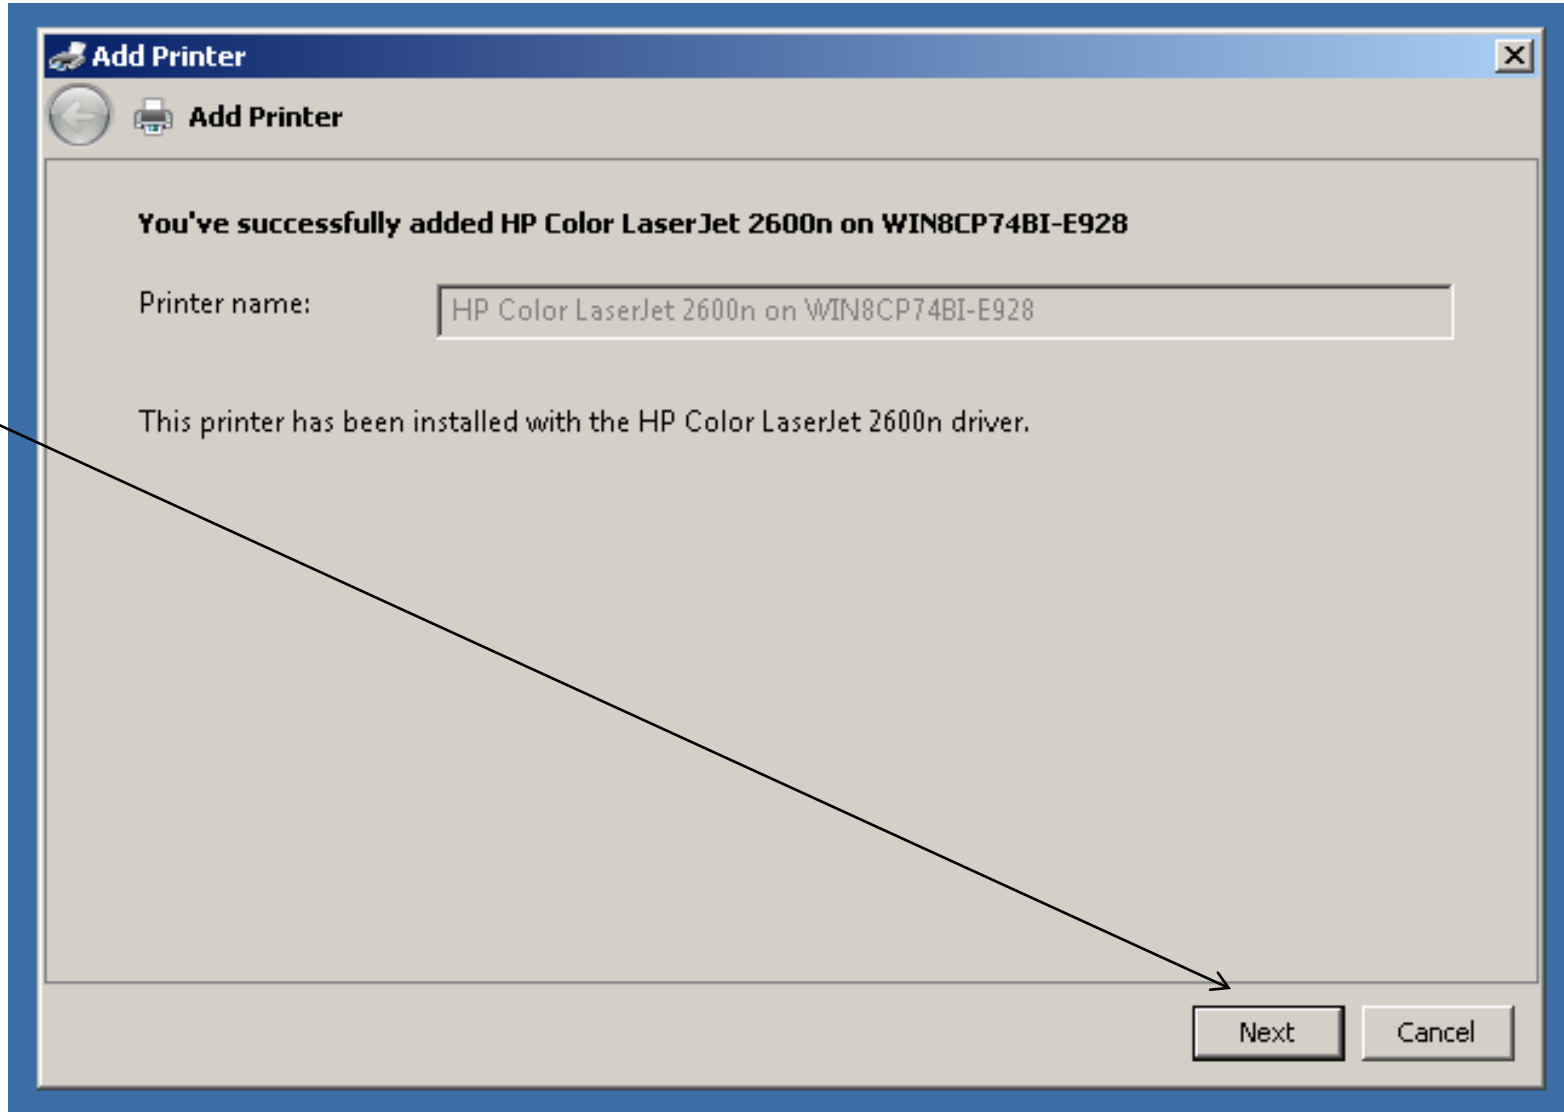 Add Printer
Add Printer
You've successfully added HP Color LaserJet 2600n on WIN8CP74BI-E928
Printer name:
HP Color LaserJet 2600n on WIN8CP74BI-E928
This printer has been installed with the HP Color LaserJet 2600n driver.
Next
Cancel